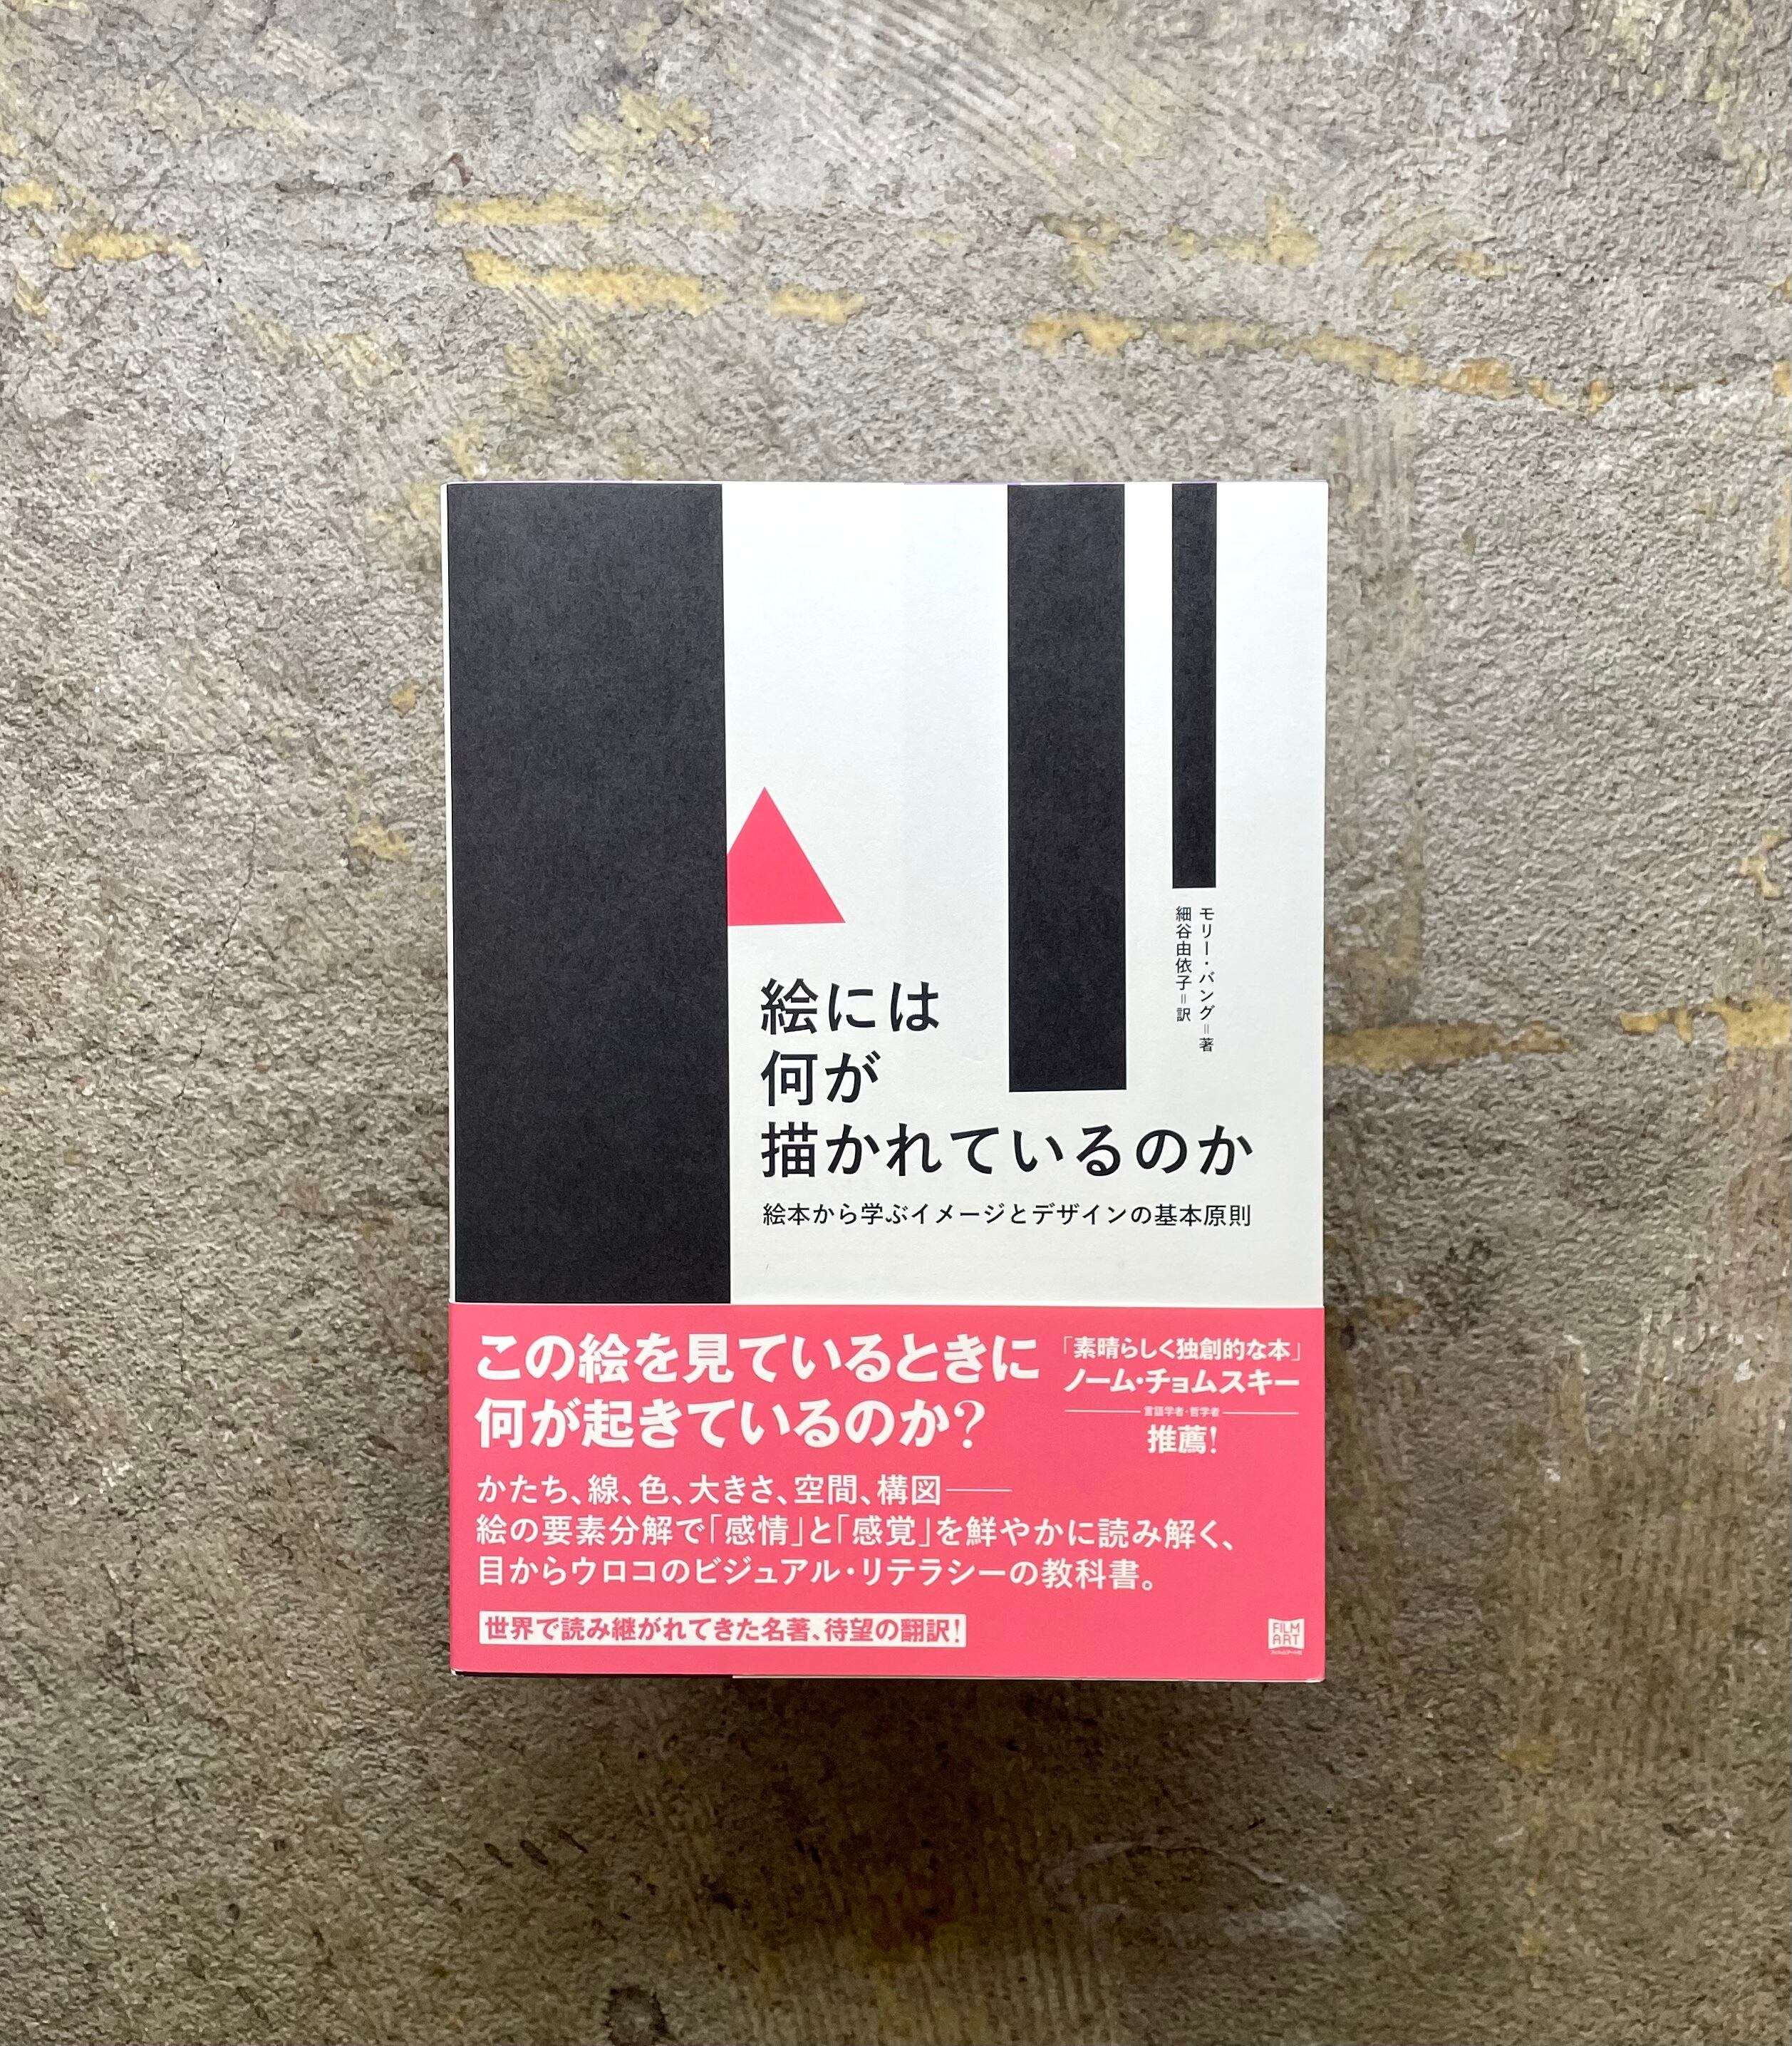 モリー・バング=著
細谷由依子=訳
絵には
何が
描かれているのか
絵本から学ぶイメージとデザインの基本原則
この絵を見ているときに
何が起きているのか?
「素晴らしく独創的な本」
ノーム・チョムスキー
言語学者・哲学者
推薦!
かたち、線、色、大きさ、空間、構図――
絵の要素分解で「感情」と「感覚」を鮮やかに読み解く、
目からウロコのビジュアル・リテラシーの教科書。
世界で読み継がれてきた名著、待望の翻訳!
FILM
ART